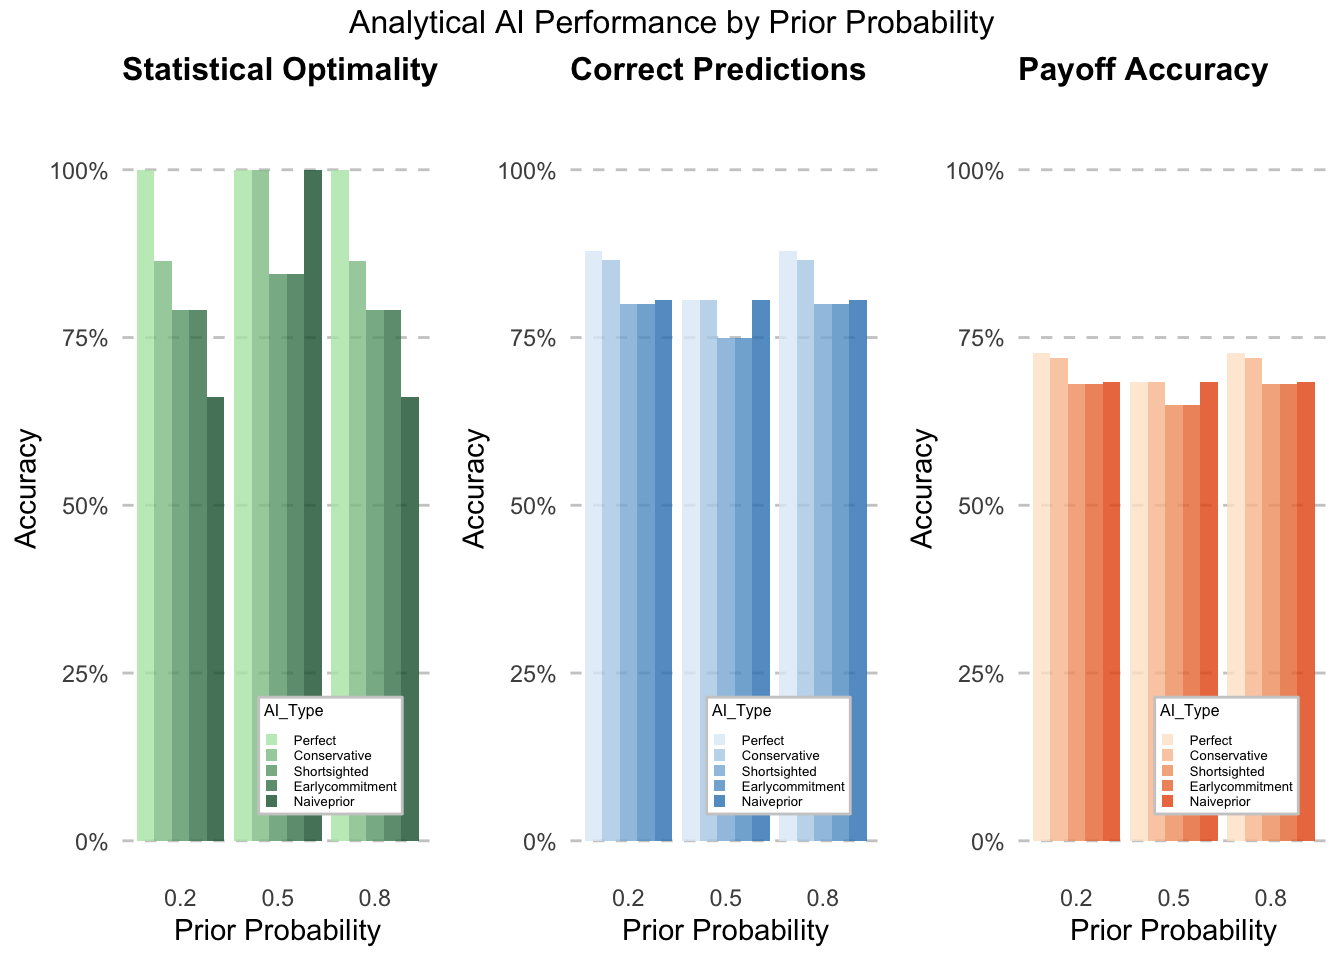 Analytical AI Performance by Prior Probability
Statistical Optimality
100%
75%
50%
25%
0%
Accuracy
AI_Type
Perfect
Conservative
Shortsighted
Earlycommitment
Naiveprior
0.2 0.5 0.8
Prior Probability
Correct Predictions
100%
75%
50%
25%
0%
Accuracy
AI_Type
Perfect
Conservative
Shortsighted
Earlycommitment
Naiveprior
0.2 0.5 0.8
Prior Probability
Payoff Accuracy
100%
75%
50%
25%
0%
Accuracy
AI_Type
Perfect
Conservative
Shortsighted
Earlycommitment
Naiveprior
0.2 0.5 0.8
Prior Probability